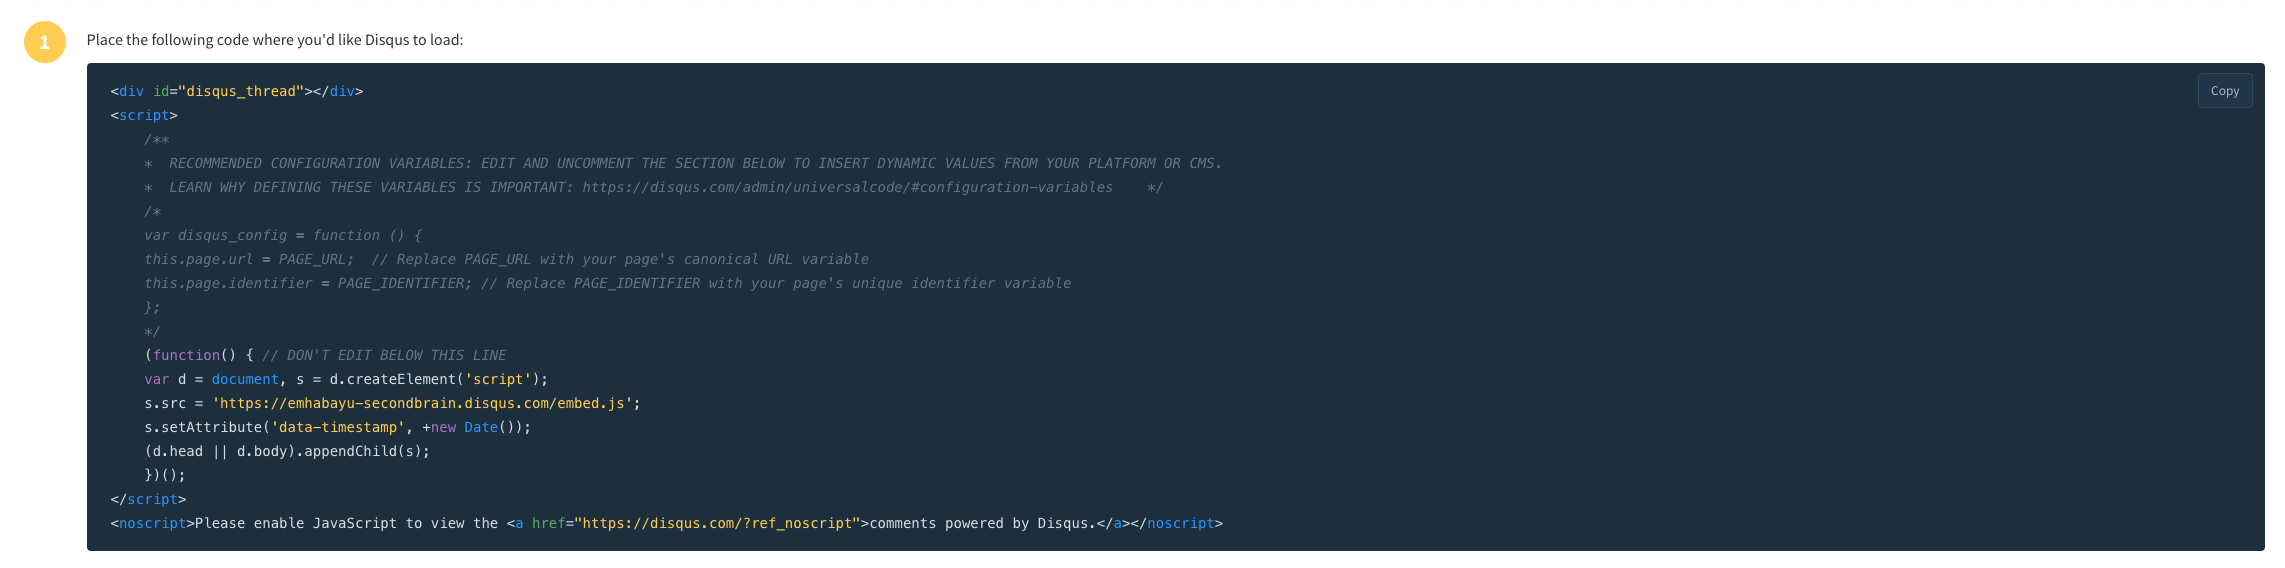 1
Place the following code where you'd like Disqus to load:
Copy
<div id="disqus_thread"></div>
<script>
    /**
    *  RECOMMENDED CONFIGURATION VARIABLES: EDIT AND UNCOMMENT THE SECTION BELOW TO INSERT DYNAMIC VALUES FROM YOUR PLATFORM OR CMS.
    *  LEARN WHY DEFINING THESE VARIABLES IS IMPORTANT: https://disqus.com/admin/universalcode/#configuration-variables    */
    /*
    var disqus_config = function () {
    this.page.url = PAGE_URL;  // Replace PAGE_URL with your page's canonical URL variable
    this.page.identifier = PAGE_IDENTIFIER; // Replace PAGE_IDENTIFIER with your page's unique identifier variable
    };
    */
    (function() { // DON'T EDIT BELOW THIS LINE
    var d = document, s = d.createElement('script');
    s.src = 'https://emhabayu-secondbrain.disqus.com/embed.js';
    s.setAttribute('data-timestamp', +new Date());
    (d.head || d.body).appendChild(s);
    })();
</script>
<noscript>Please enable JavaScript to view the <a href="https://disqus.com/?ref_noscript">comments powered by Disqus.</a></noscript>